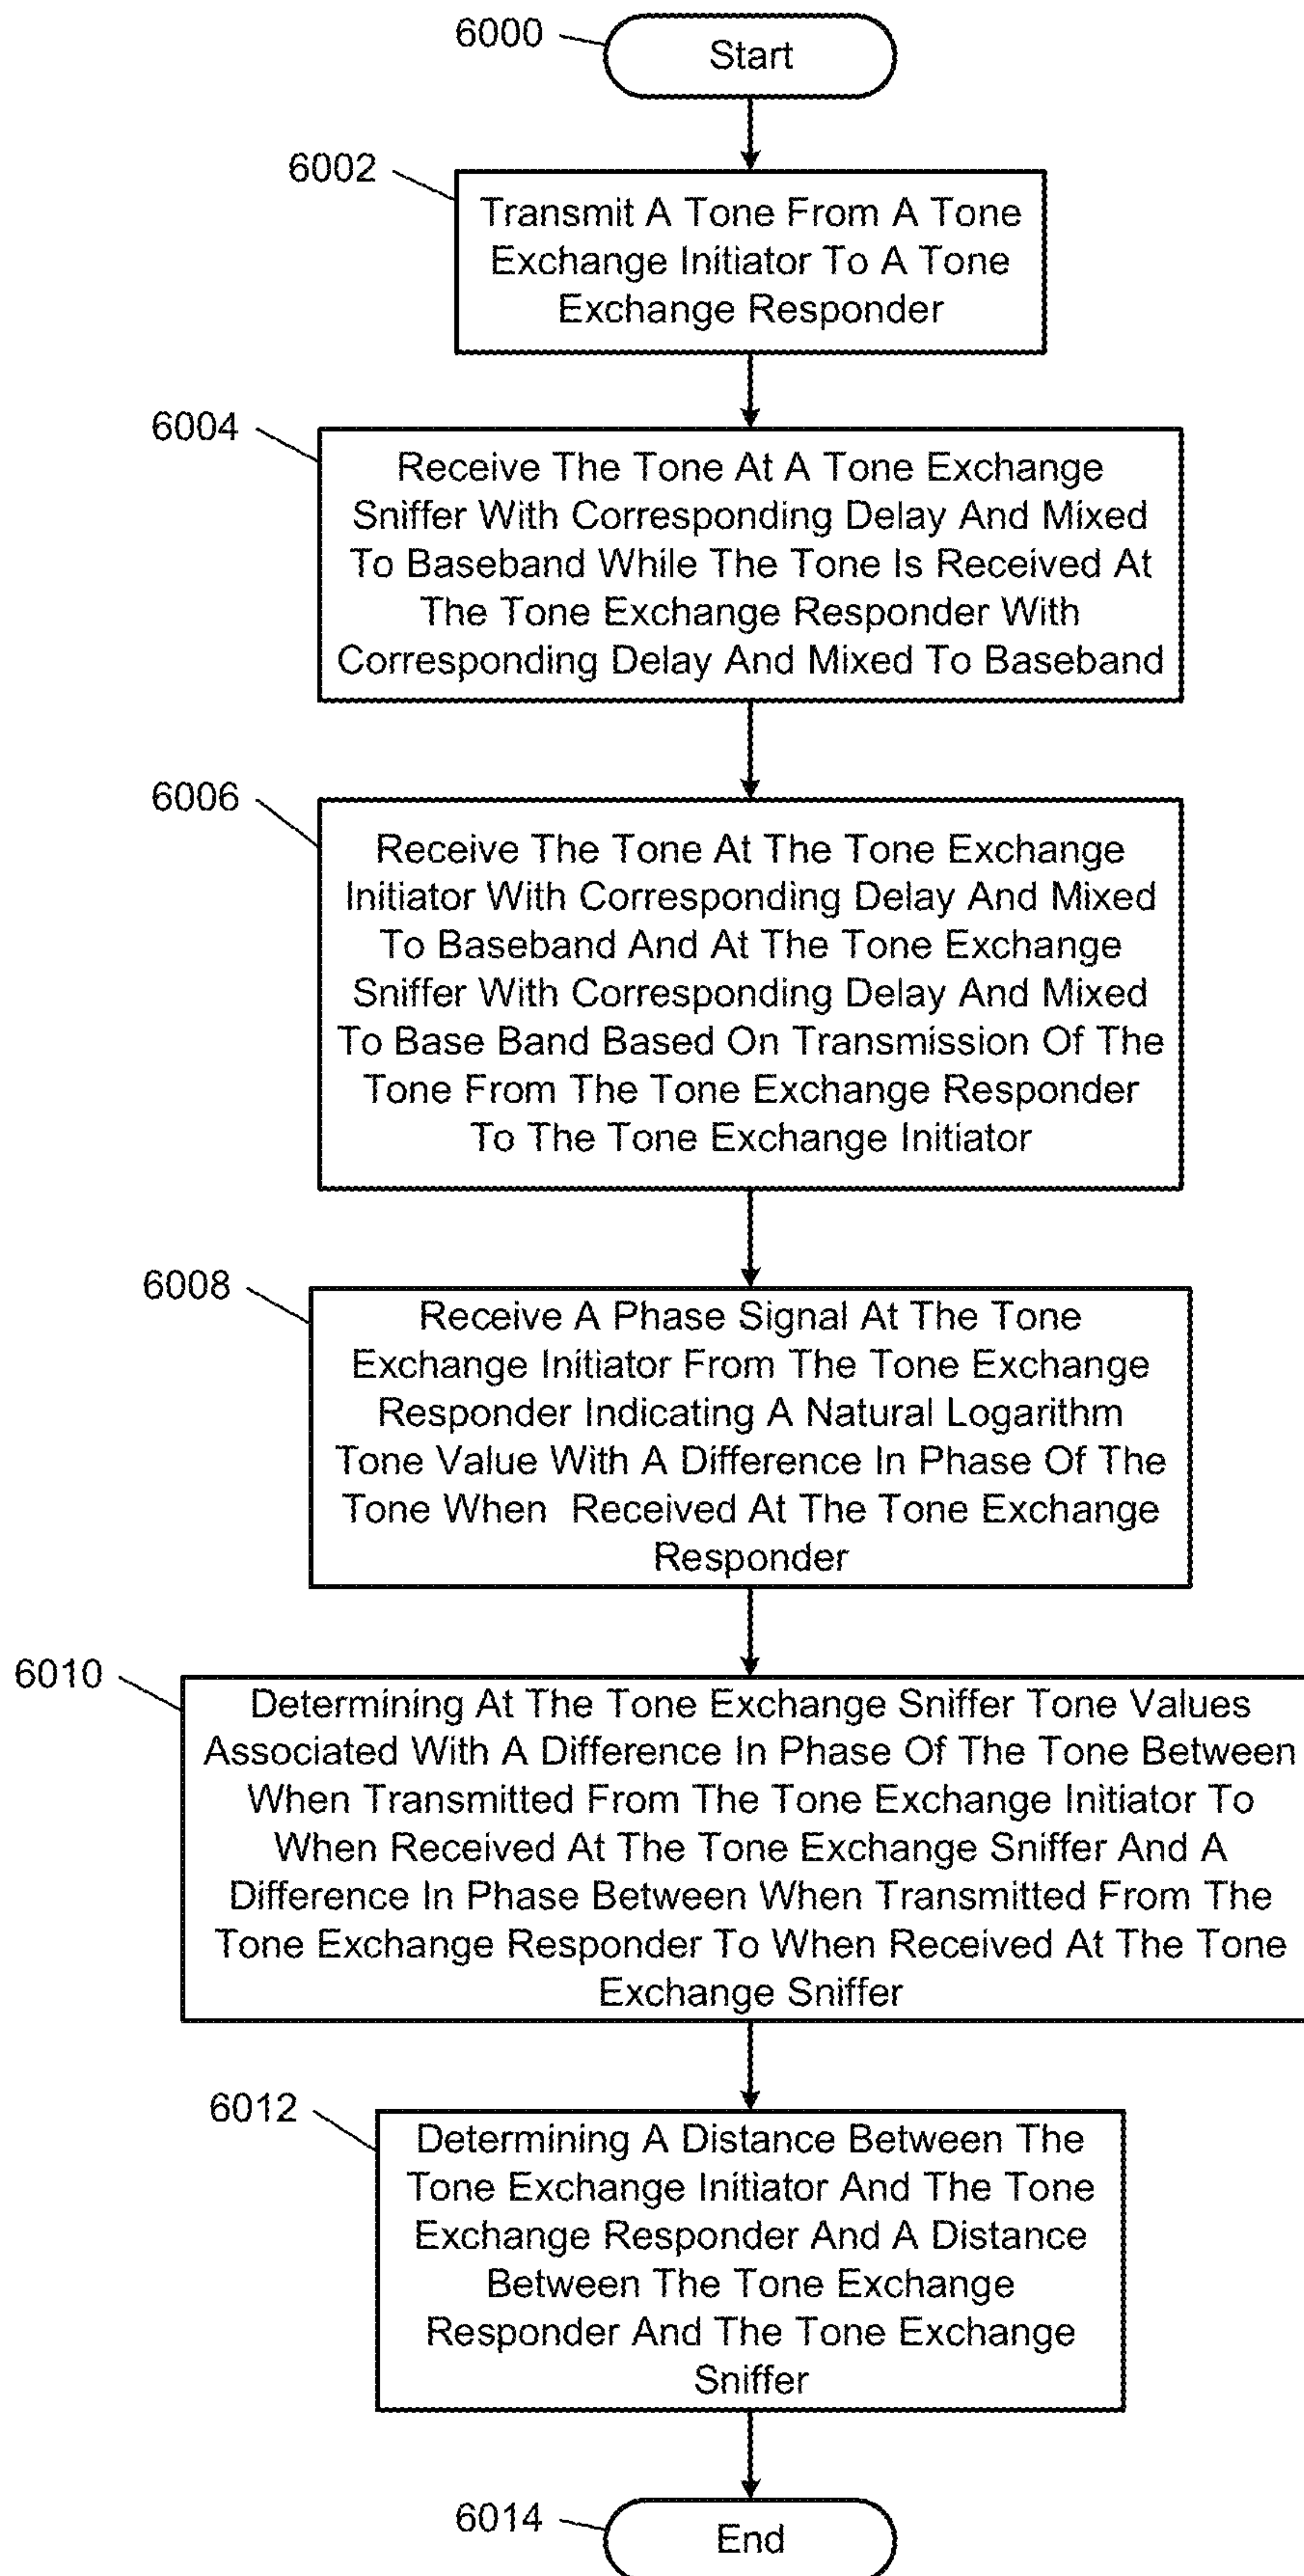 6000
Start
6002
Transmit A Tone From A Tone
Exchange Initiator To A Tone
Exchange Responder
6004
Receive The Tone At A Tone Exchange
Sniffer With Corresponding Delay And Mixed
To Baseband While The Tone Is Received At
The Tone Exchange Responder With
Corresponding Delay And Mixed To Baseband
6006
Receive The Tone At The Tone Exchange
Initiator With Corresponding Delay And Mixed
To Baseband And At The Tone Exchange
Sniffer With Corresponding Delay And Mixed
To Base Band Based On Transmission Of The
Tone From The Tone Exchange Responder
To The Tone Exchange Initiator
6008
Receive A Phase Signal At The Tone
Exchange Initiator From The Tone Exchange
Responder Indicating A Natural Logarithm
Tone Value With A Difference In Phase Of The
Tone When Received At The Tone Exchange
Responder
6010
Determining At The Tone Exchange Sniffer Tone Values
Associated With A Difference In Phase Of The Tone Between
When Transmitted From The Tone Exchange Initiator To
When Received At The Tone Exchange Sniffer And A
Difference In Phase Between When Transmitted From The
Tone Exchange Responder To When Received At The Tone
Exchange Sniffer
6012
Determining A Distance Between The
Tone Exchange Initiator And The Tone
Exchange Responder And A Distance
Between The Tone Exchange
Responder And The Tone Exchange
Sniffer
6014
End